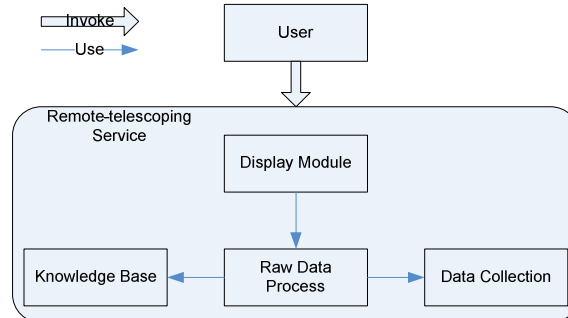 Invoke
Use
User
Remote-telescoping
Service
Display Module
Knowledge Base
Raw Data
Process
Data Collection